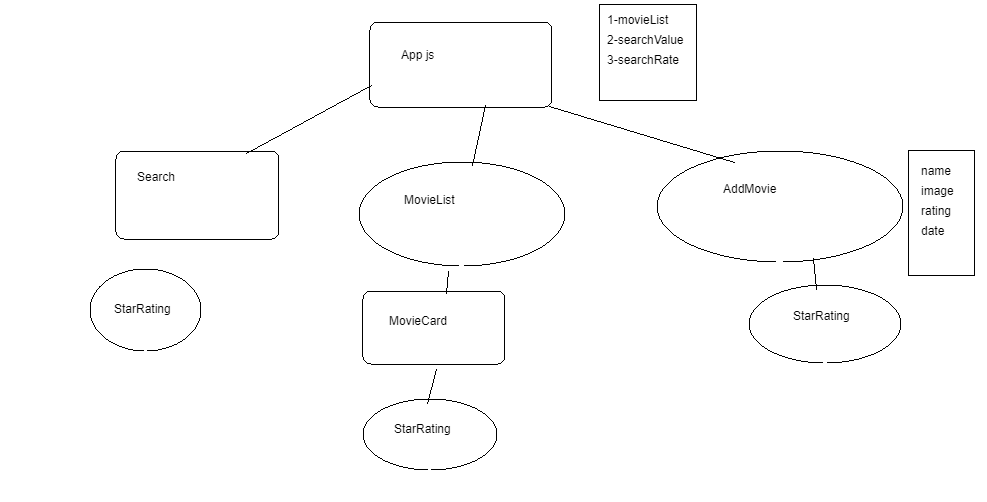 App js
1-movieList
2-searchValue
3-searchRate
Search
MovieList
AddMovie
name
image
rating
date
StarRating
MovieCard
StarRating
StarRating